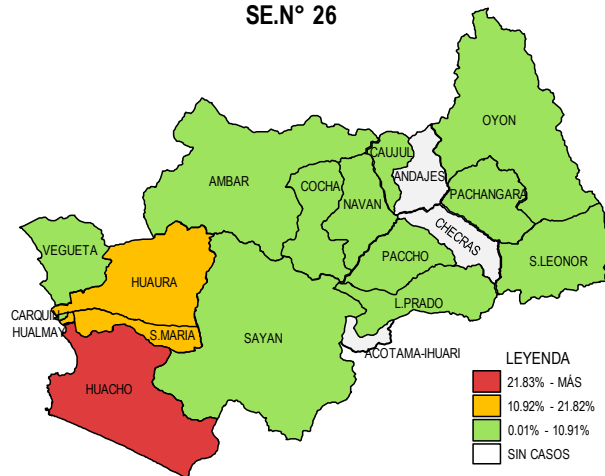 SE.N° 26
OYON
CAUJUL
ANDAJES
AMBAR
COCHA
NAVAN
PACHANGARA
CHECRAS
VEGUETA
PACCHO
S.LEONOR
HUAURA
L.PRADO
CARQUIN
HUALMAY
S.MARIA
SAYAN
ACOTAMA-IHUARI
HUACHO
LEYENDA
21.83% - MÁS
10.92% - 21.82%
0.01% - 10.91%
SIN CASOS